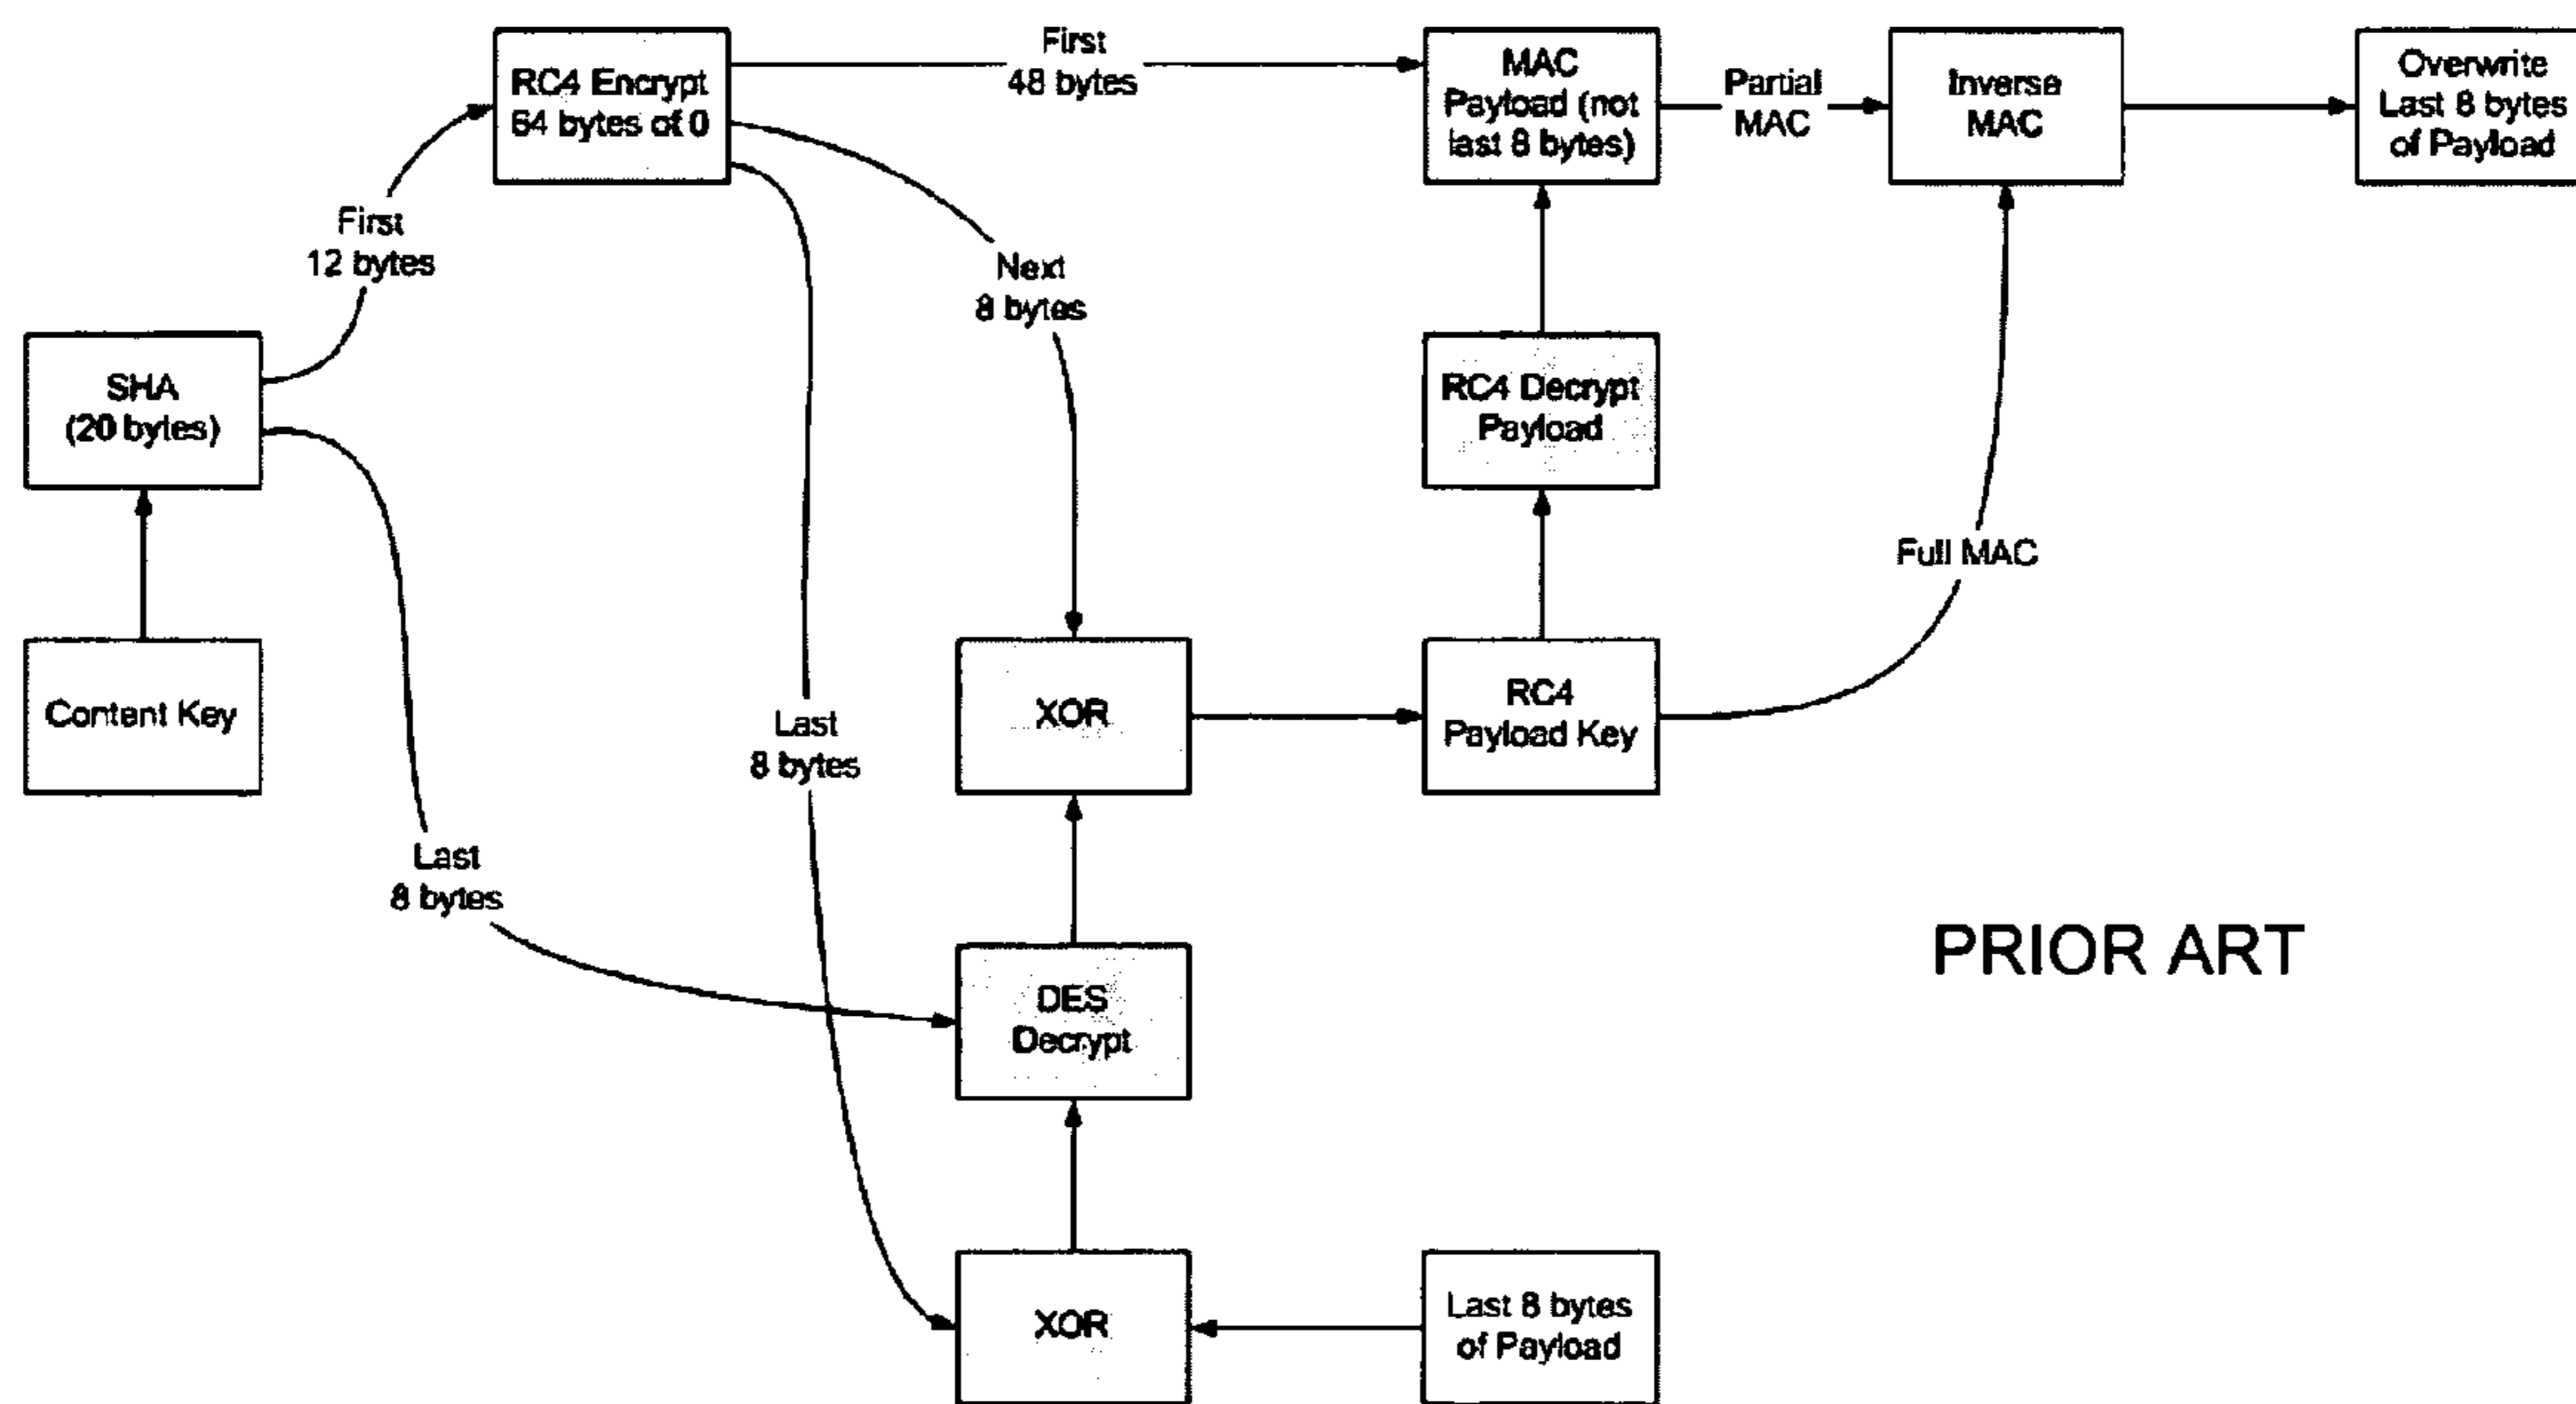 First
48 bytes
RC4 Encrypt
64 bytes of 0
MAC
Payload (not
last 8 bytes)
Partial
MAC
Inverse
MAC
Overwrite
Last 8 bytes
of Payload
First
12 bytes
Next
8 bytes
SHA
(20 bytes)
RC4 Decrypt
Payload
Full MAC
Content Key
Last
8 bytes
XOR
RC4
Payload Key
Last
8 bytes
PRIOR ART
DES
Decrypt
XOR
Last 8 bytes
of Payload